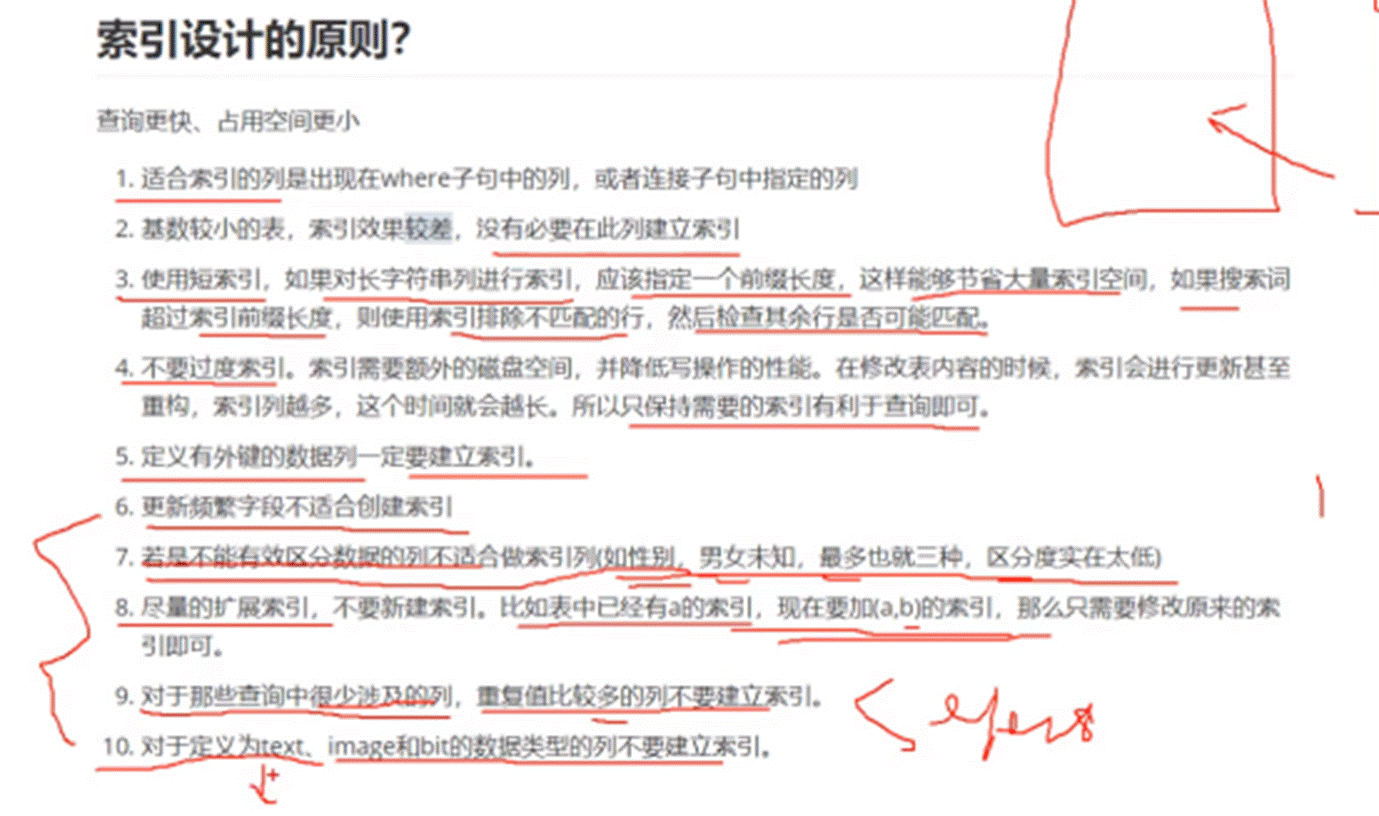 索引设计的原则?
查询更快、占用空间更小
1. 适合索引的列是出现在where子句中的列，或者连接子句中指定的列
2. 基数较小的表，索引效果较差，没有必要在此列建立索引
3. 使用短索引，如果对长字符串列进行索引，应该指定一个前缀长度，这样能够节省大量索引空间，如果搜索词
超过索引前缀长度，则使用索引排除不匹配的行，然后检查其余行是否可能匹配。
4. 不要过度索引。索引需要额外的磁盘空间，并降低写操作的性能。在修改表内容的时候，索引会进行更新甚至
重构，索引列越多，这个时间就会越长。所以只保持需要的索引有利于查询即可。
5. 定义有外键的数据列一定要建立索引。
6. 更新频繁字段不适合创建索引
7. 若是不能有效区分数据的列不适合做索引列(如性别，男女未知，最多也就三种，区分度实在太低)
8. 尽量的扩展索引，不要新建索引。比如表中已经有a的索引，现在要加(a,b)的索引，那么只需要修改原来的索
引即可。
9. 对于那些查询中很少涉及的列，重复值比较多的列不要建立索引。
10. 对于定义为text、image和bit的数据类型的列不要建立索引。